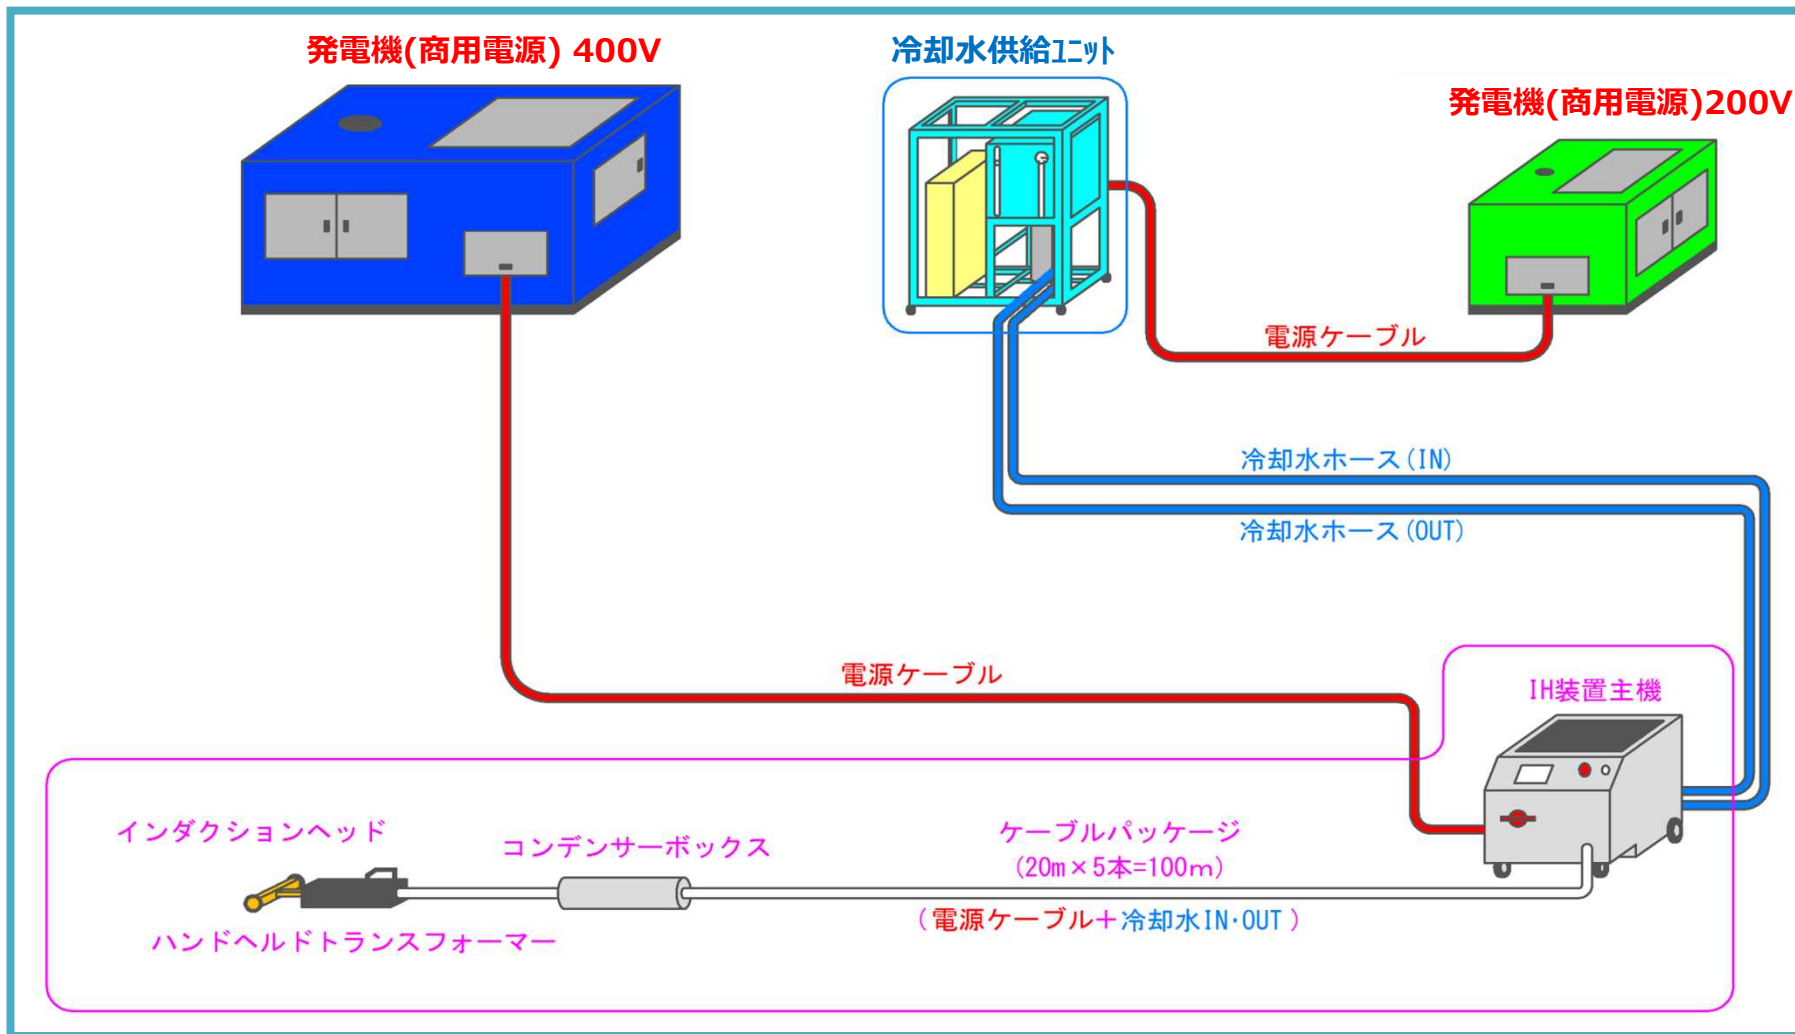 発電機(商用電源) 400V
冷却水供給ﾕﾆｯﾄ
発電機(商用電源)200V
電源ケーブル
冷却水ホース(IN)
冷却水ホース(OUT)
電源ケーブル
IH装置主機
インダクションヘッド
コンデンサーボックス
ケーブルパッケージ
(20m×5本=100m)
(電源ケーブル+冷却水IN・OUT)
ハンドヘルドトランスフォーマー